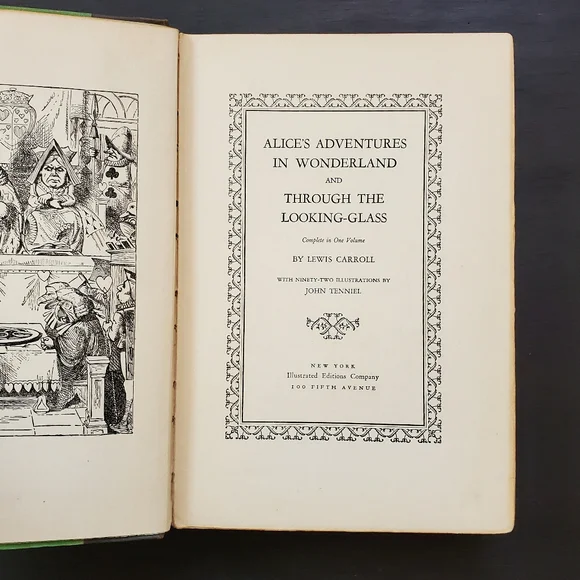 ALICE'S ADVENTURES
IN WONDERLAND
AND
THROUGH THE
LOOKING-GLASS
Complete in One Volume
BY LEWIS CARROLL
WITH NINETY-TWO ILLUSTRATIONS BY
JOHN TENNIEL
NEW YORK
Illustrated Editions Company
100 FIFTH AVENUE